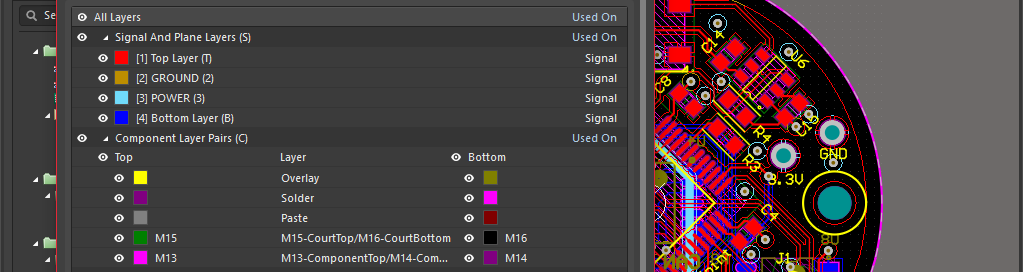 Se
All Layers Used On
Signal And Plane Layers (S) Used On
[1] Top Layer (T) Signal
[2] GROUND (2) Signal
[3] POWER (3) Signal
[4] Bottom Layer (B) Signal
Component Layer Pairs (C) Used On
Top Layer Bottom
Overlay
Solder
Paste
M15 M15-CourtTop/M16-CourtBottom M16
M13 M13-ComponentTop/M14-Com... M14
C14
U6
C8
C13
R4
R3
GND
3.3V
C4
J1